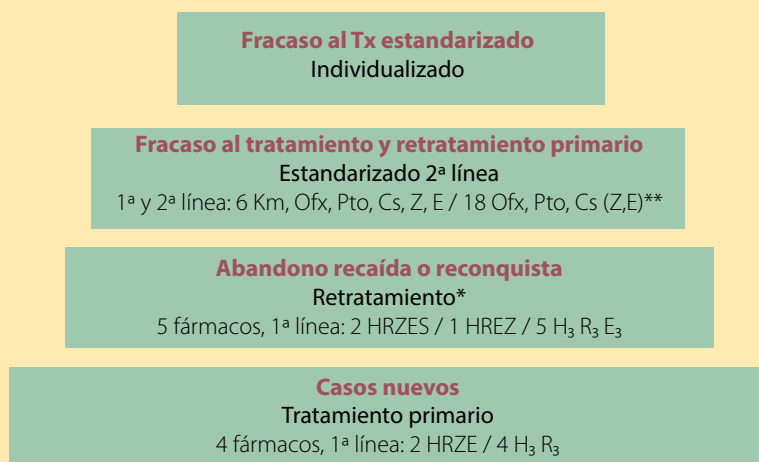 Fracaso al Tx estandarizado
Individualizado
Fracaso al tratamiento y retratamiento primario
Estandarizado 2ª línea
1ª y 2ª línea: 6 Km, Ofx, Pto, Cs, Z, E / 18 Ofx, Pto, Cs (Z,E)**
Abandono recaída o reconquista
Retratamiento*
5 fármacos, 1ª línea: 2 HRZES / 1 HREZ / 5 H₃ R₃ E₃
Casos nuevos
Tratamiento primario
4 fármacos, 1ª línea: 2 HRZE / 4 H₃ R₃